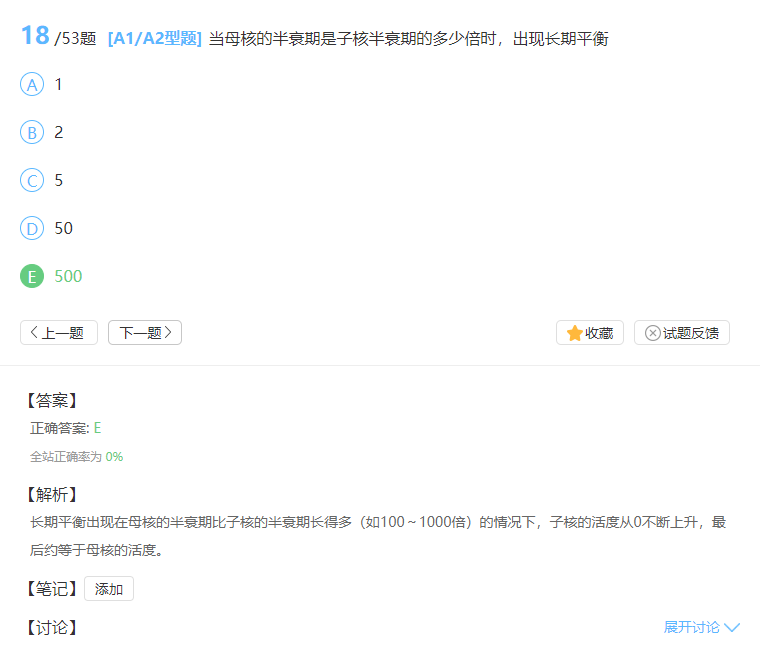 18 /53题 [A1/A2型题] 当母核的半衰期是子核半衰期的多少倍时，出现长期平衡
A 1
B 2
C 5
D 50
E 500
上一题 下一题 收藏 试题反馈
【答案】
正确答案: E
全站正确率为 0%
【解析】
长期平衡出现在母核的半衰期比子核的半衰期长得多（如100～1000倍）的情况下，子核的活度从0不断上升，最
后约等于母核的活度。
【笔记】 添加
【讨论】 展开讨论